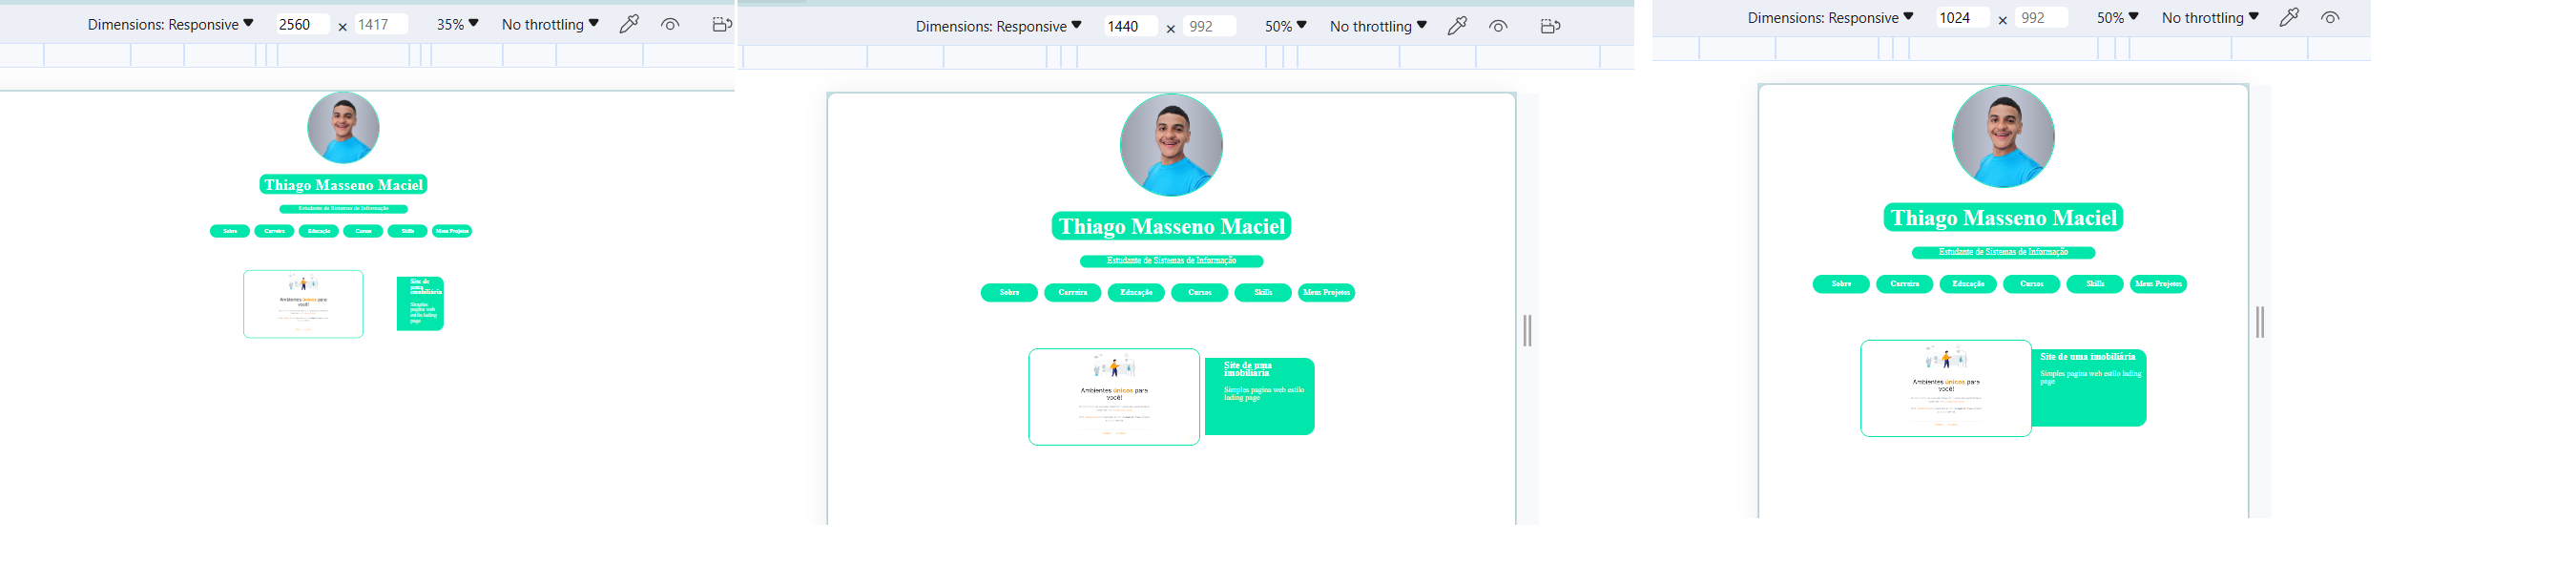 Dimensions: Responsive 2560 × 1417 35% No throttling
Thiago Masseno Maciel
Estudante de Sistemas de Informação
Sobre Carreira Educação Cursos Skills Meus Projetos
Ambientes únicos para
você!
Site de
uma
imobiliária
Simples
pagina web
estilo lading
page
Dimensions: Responsive 1440 × 992 50% No throttling
Thiago Masseno Maciel
Estudante de Sistemas de Informação
Sobre Carreira Educação Cursos Skills Meus Projetos
Ambientes únicos para
você!
Site de uma
imobiliária
Simples pagina web estilo
lading page
Dimensions: Responsive 1024 × 992 50% No throttling
Thiago Masseno Maciel
Estudante de Sistemas de Informação
Sobre Carreira Educação Cursos Skills Meus Projetos
Ambientes únicos para
você!
Site de uma imobiliária
Simples pagina web estilo lading
page